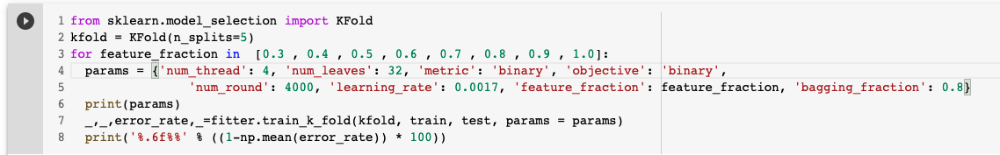 1 from sklearn.model_selection import KFold
2 kfold = KFold(n_splits=5)
3 for feature_fraction in  [0.3 , 0.4 , 0.5 , 0.6 , 0.7 , 0.8 , 0.9 , 1.0]:
4   params = {'num_thread': 4, 'num_leaves': 32, 'metric': 'binary', 'objective': 'binary',
5                 'num_round': 4000, 'learning_rate': 0.0017, 'feature_fraction': feature_fraction, 'bagging_fraction': 0.8}
6   print(params)
7   _,_,error_rate,_=fitter.train_k_fold(kfold, train, test, params = params)
8   print('%.6f%%' % ((1-np.mean(error_rate)) * 100))